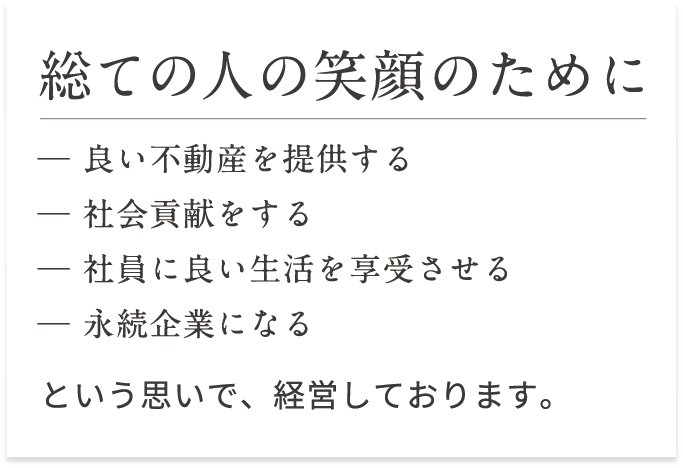 総ての人の笑顔のために
― 良い不動産を提供する
― 社会貢献をする
― 社員に良い生活を享受させる
― 永続企業になる
という思いで、経営しております。